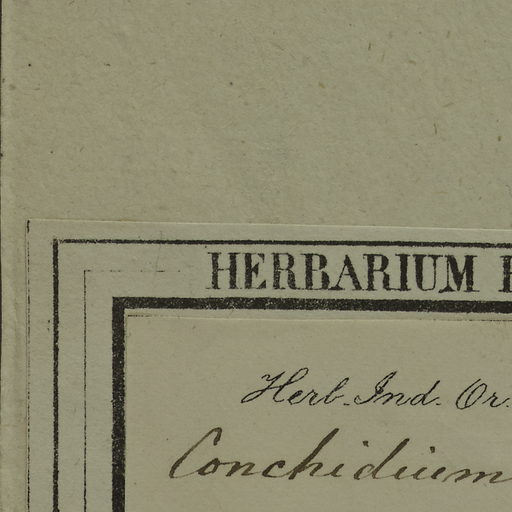 HERBARIUM
Herb. Ind. Or.
Conchidium